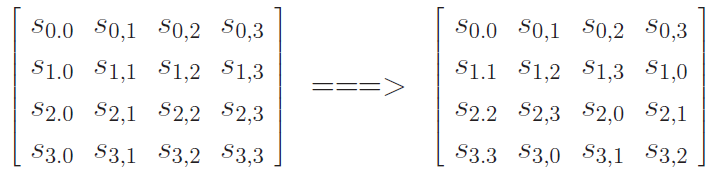 s0.0 s0,1 s0,2 s0,3 s0.0 s0,1 s0,2 s0,3
s1.0 s1,1 s1,2 s1,3 s1.1 s1,2 s1,3 s1,0
===>
s2.0 s2,1 s2,2 s2,3 s2.2 s2,3 s2,0 s2,1
s3.0 s3,1 s3,2 s3,3 s3.3 s3,0 s3,1 s3,2